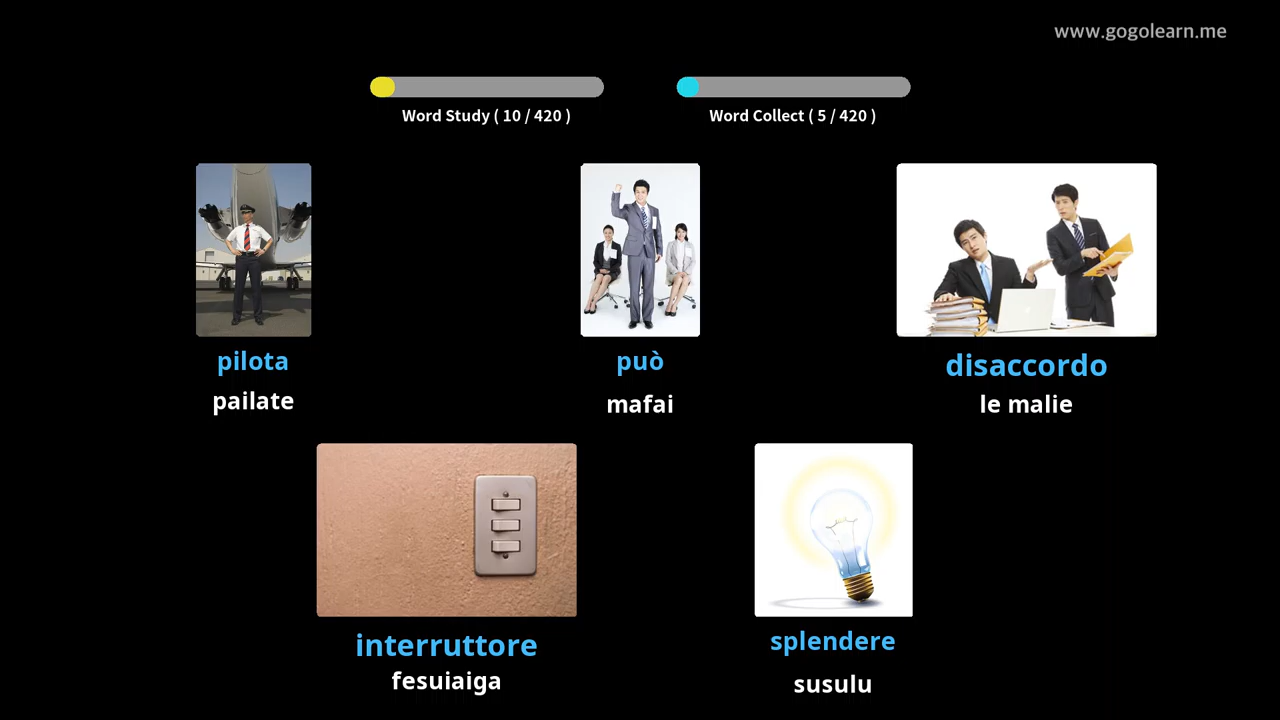 www.gogolearn.me
Word Study ( 10 / 420 )
Word Collect ( 5 / 420 )
pilota
pailate
può
mafai
disaccordo
le malie
interruttore
fesuiaiga
splendere
susulu